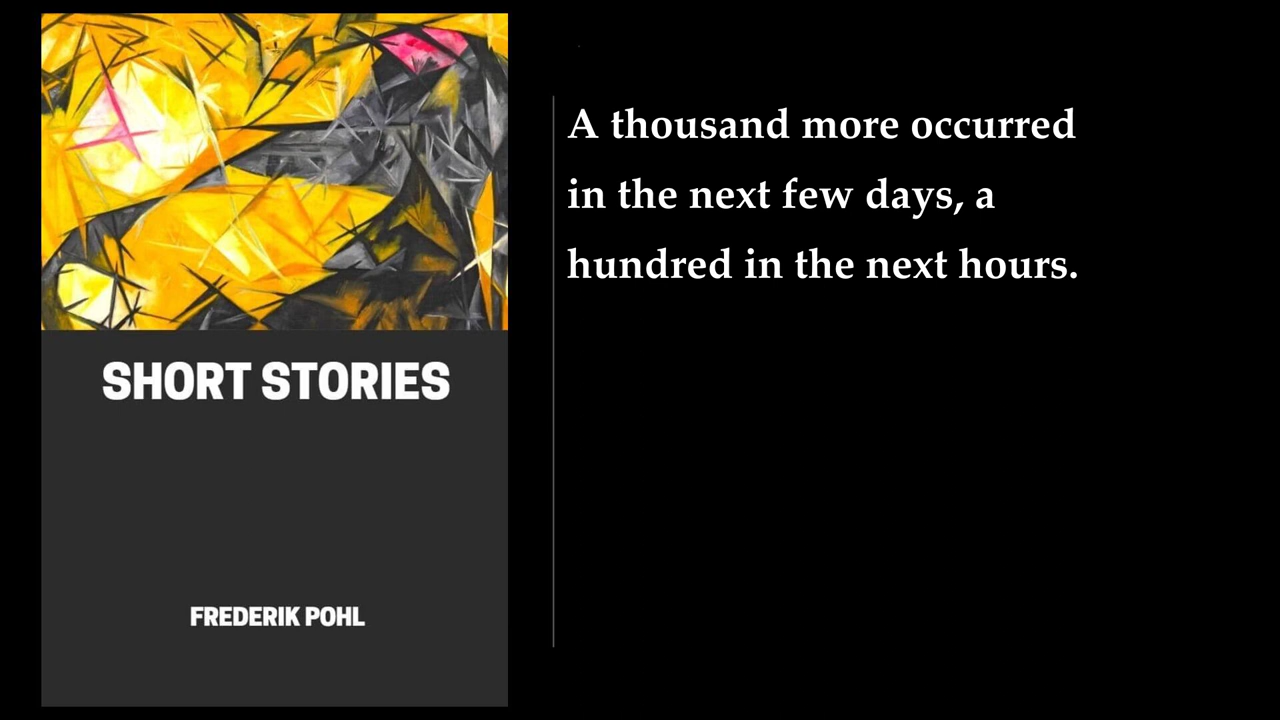 SHORT STORIES
FREDERIK POHL
A thousand more occurred
in the next few days, a
hundred in the next hours.